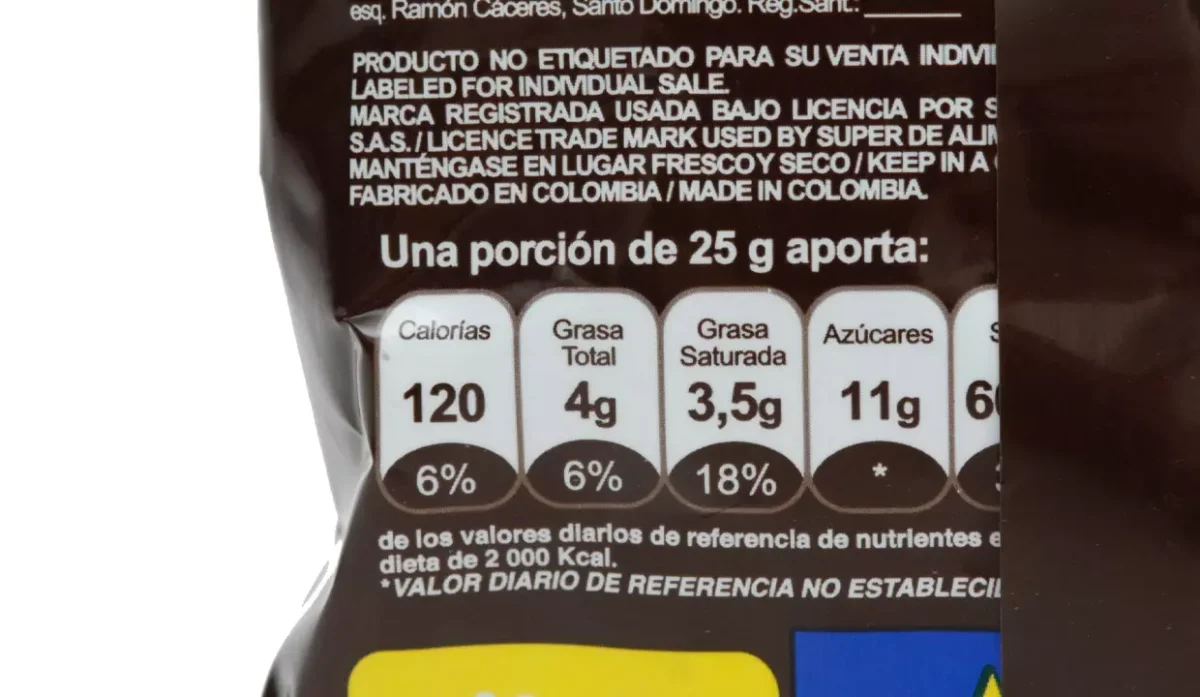 esq. Ramón Cáceres, Santo Domingo. Reg.Sant.:
PRODUCTO NO ETIQUETADO PARA SU VENTA
LABELED FOR INDIVIDUAL SALE.
MARCA REGISTRADA USADA BAJO LICENCIA POR
S.A.S. / LICENCE TRADE MARK USED BY SUPER DE
MANTÉNGASE EN LUGAR FRESCO Y SECO / KEEP IN A
FABRICADO EN COLOMBIA / MADE IN COLOMBIA.
Una porción de 25 g aporta:
Calorías
120
6%
Grasa
Total
4g
6%
Grasa
Saturada
3,5g
18%
Azúcares
11g
*
de los valores diarios de referencia de nutrientes
dieta de 2 000 Kcal.
*VALOR DIARIO DE REFERENCIA NO